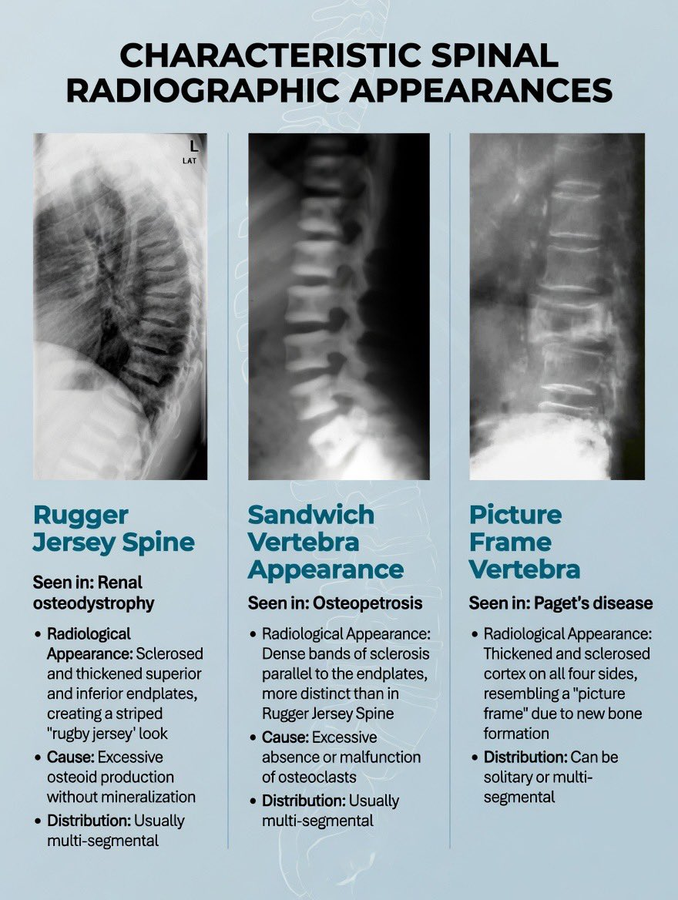 CHARACTERISTIC SPINAL
RADIOGRAPHIC APPEARANCES
L
LAT
Rugger
Jersey Spine
Seen in: Renal
osteodystrophy
• Radiological
Appearance: Sclerosed
and thickened superior
and inferior endplates,
creating a striped
"rugby jersey' look
• Cause: Excessive
osteoid production
without mineralization
• Distribution: Usually
multi-segmental
Sandwich
Vertebra
Appearance
Seen in: Osteopetrosis
• Radiological Appearance:
Dense bands of sclerosis
parallel to the endplates,
more distinct than in
Rugger Jersey Spine
• Cause: Excessive
absence or malfunction
of osteoclasts
• Distribution: Usually
multi-segmental
Picture
Frame
Vertebra
Seen in: Paget's disease
• Radiological Appearance:
Thickened and sclerosed
cortex on all four sides,
resembling a "picture
frame" due to new bone
formation
• Distribution: Can be
solitary or multi-
segmental